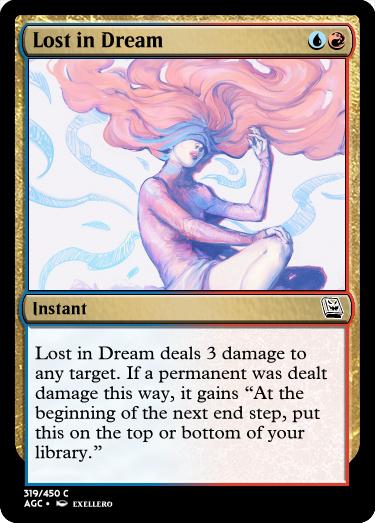 Lost in Dream
Instant
Lost in Dream deals 3 damage to
any target. If a permanent was dealt
damage this way, it gains “At the
beginning of the next end step, put
this on the top or bottom of your
library.”
319/450 C
AGC • EXELLERO